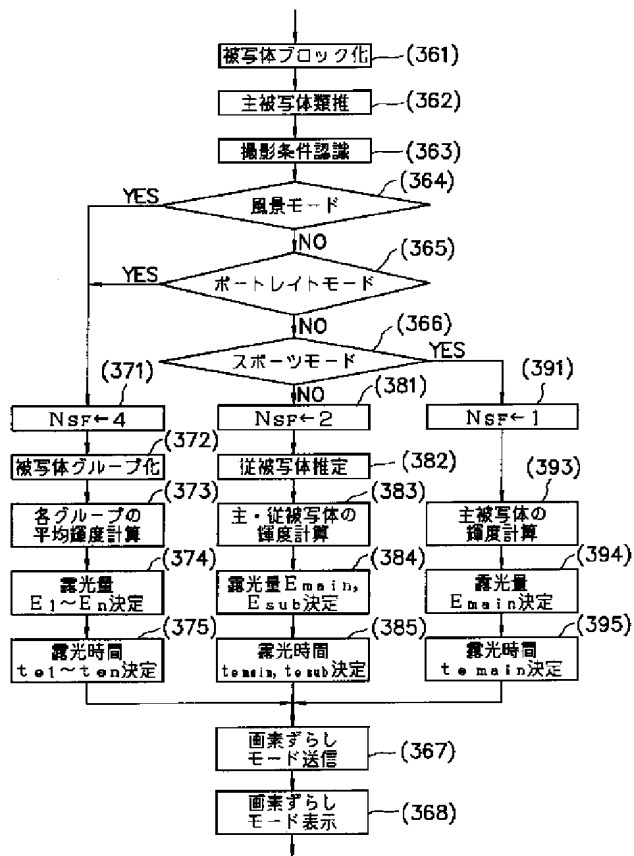 被写体ブロック化 (361)
主被写体類推 (362)
撮影条件認識 (363)
(364)
YES 風景モード
NO (365)
YES ポートレイトモード
NO (366)
スポーツモード YES
(371) NO (381) (391)
NSF←4 NSF←2 NSF←1
(372)
被写体グループ化 従被写体推定 (382)
(373) (383) (393)
各グループの 主・従被写体の 主被写体の
平均輝度計算 輝度計算 輝度計算
(374) (384) (394)
露光量 露光量Emain, 露光量
E1〜En決定 Esub決定 Emain決定
(375) (385) (395)
露光時間 露光時間 露光時間
te1〜ten決定 temain, tesub決定 temain決定
画素ずらし
モード送信 (367)
画素ずらし
モード表示 (368)